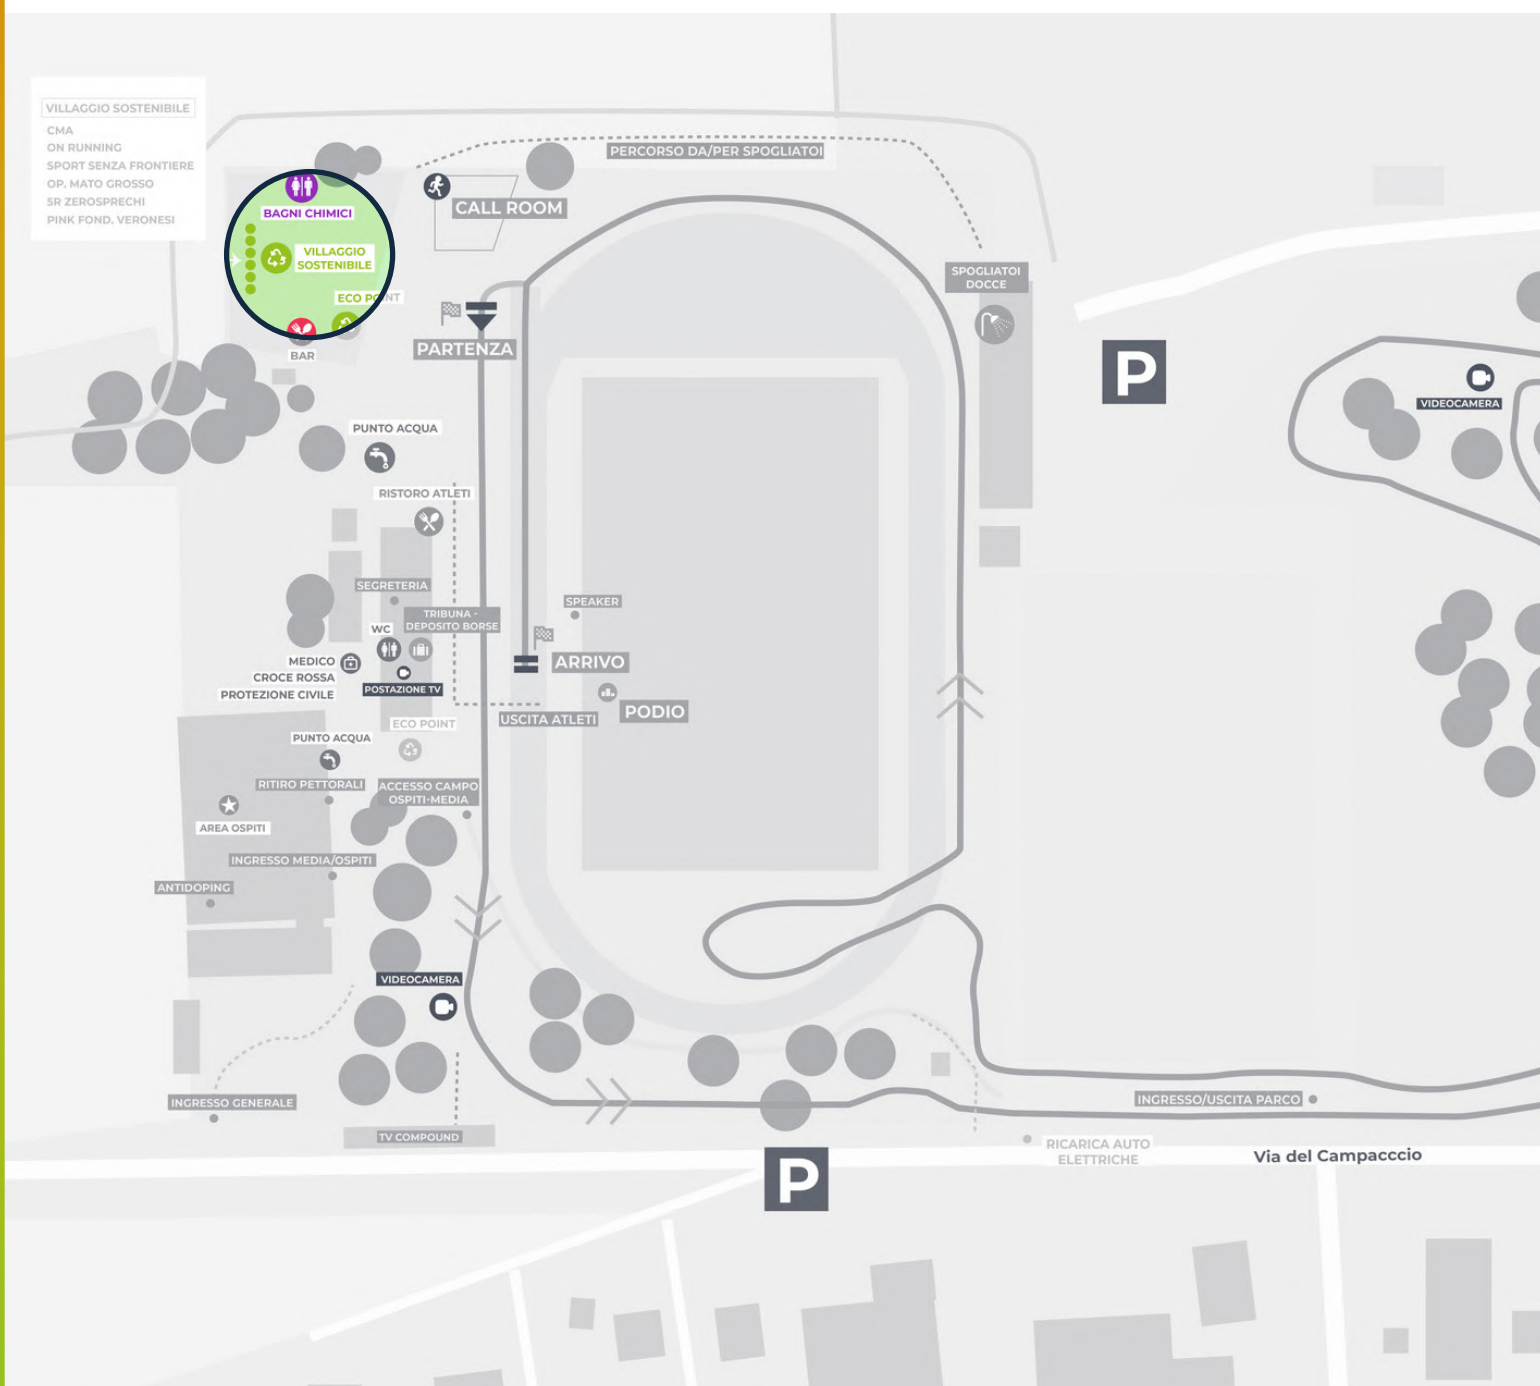 VILLAGGIO SOSTENIBILE
CMA
ON RUNNING
SPORT SENZA FRONTIERE
OP. MATO GROSSO
SR ZEROSPRECHI
PINK FOND. VERONESI
PERCORSO DA/PER SPOGLIATOI
CALL ROOM
BAGNI CHIMICI
VILLAGGIO
SOSTENIBILE
ECO POINT
BAR
PARTENZA
SPOGLIATOI
DOCCE
P
VIDEOCAMERA
PUNTO ACQUA
RISTORO ATLETI
SEGRETERIA
TRIBUNA -
DEPOSITO BORSE
WC
SPEAKER
MEDICO
CROCE ROSSA
PROTEZIONE CIVILE
POSTAZIONE TV
ARRIVO
PODIO
USCITA ATLETI
ECO POINT
PUNTO ACQUA
RITIRO PETTORALI
ACCESSO CAMPO
OSPITI-MEDIA
AREA OSPITI
INGRESSO MEDIA/OSPITI
ANTIDOPING
VIDEOCAMERA
INGRESSO GENERALE
TV COMPOUND
INGRESSO/USCITA PARCO
RICARICA AUTO
ELETTRICHE
Via del Campacccio
P